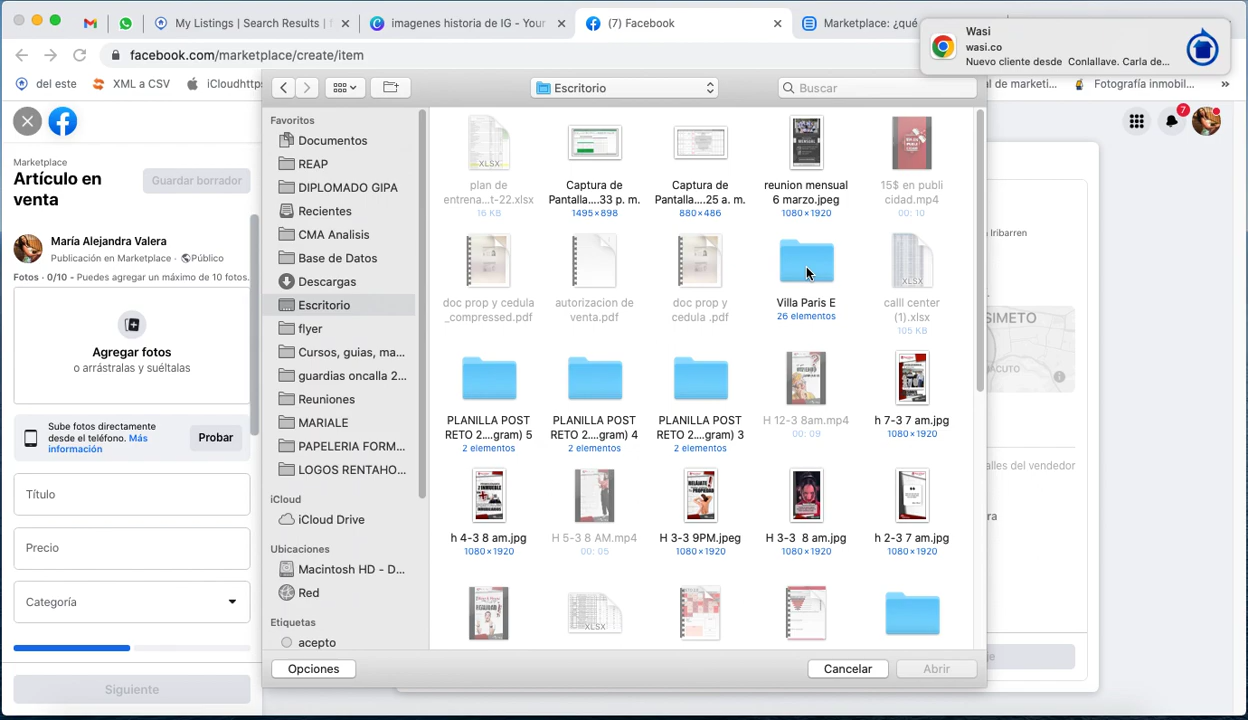 My Listings | Search Results |
imagenes historia de IG - Your
(7) Facebook
Marketplace: ¿qué
Wasi
wasi.co
Nuevo cliente desde Conlallave. Carla de...
facebook.com/marketplace/create/item
del este
XML a CSV
iCloudhttp
al de marketi...
Fotografía inmobil...
»
Escritorio
Buscar
7
Marketplace
Artículo en
venta
Guardar borrador
María Alejandra Valera
Publicación en Marketplace · Público
Fotos · 0/10 - Puedes agregar un máximo de 10 fotos.
Agregar fotos
o arrástralas y suéltalas
Sube fotos directamente
desde el teléfono. Más
información
Probar
Título
Precio
Categoría
Siguiente
Favoritos
Documentos
REAP
DIPLOMADO GIPA
Recientes
CMA Analisis
Base de Datos
Descargas
Escritorio
flyer
Cursos, guias, ma...
guardias oncalla 2...
Reuniones
MARIALE
PAPELERIA FORM...
LOGOS RENTAHO...
iCloud
iCloud Drive
Ubicaciones
Macintosh HD - D...
Red
Etiquetas
acepto
XLSX
plan de
entrena...t-22.xlsx
16 KB
Captura de
Pantalla....33 p. m.
1495×898
Captura de
Pantalla....25 a. m.
880×486
reunion mensual
6 marzo.jpeg
1080×1920
15$ en publi
cidad.mp4
00: 10
doc prop y cedula
_compressed.pdf
autorizacion de
venta.pdf
doc prop y
cedula .pdf
Villa Paris E
26 elementos
XLSX
calll center
(1).xlsx
105 KB
PLANILLA POST
RETO 2....gram) 5
2 elementos
PLANILLA POST
RETO 2....gram) 4
2 elementos
PLANILLA POST
RETO 2....gram) 3
2 elementos
H 12-3 8am.mp4
00: 09
h 7-3 7 am.jpg
1080×1920
h 4-3 8 am.jpg
1080×1920
H 5-3 8 AM.mp4
00: 05
H 3-3 9PM.jpeg
1080×1920
H 3-3 8 am.jpg
1080×1920
h 2-3 7 am.jpg
1080×1920
XLSX
Opciones
Cancelar
Abrir
o Iribarren
SIMETO
ACUTO
alles del vendedor
ra